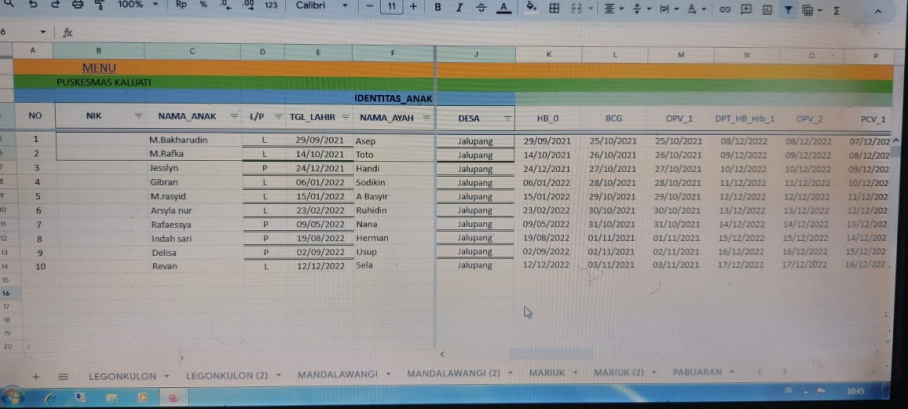 100% Rp % .0 .00 123 Calibri - 11 + B I S A
fx
A B C D E F J K L M N O P
MENU
PUSKESMAS KALIJATI
IDENTITAS_ANAK
NO NIK NAMA_ANAK L/P TGL_LAHIR NAMA_AYAH DESA HB_0 BCG OPV_1 DPT_HB_Hib_1 OPV_2 PCV_1
1 M.Bakharudin L 29/09/2021 Asep Jalupang 29/09/2021 25/10/2021 25/10/2021 08/12/2022 08/12/2022 07/12/202
2 M.Rafka L 14/10/2021 Toto Jalupang 14/10/2021 26/10/2021 26/10/2021 09/12/2022 09/12/2022 08/12/202
3 Jesslyn P 24/12/2021 Handi Jalupang 24/12/2021 27/10/2021 27/10/2021 10/12/2022 10/12/2022 09/12/202
4 Gibran L 06/01/2022 Sodikin Jalupang 06/01/2022 28/10/2021 28/10/2021 11/12/2022 11/12/2022 10/12/202
5 M.rasyid L 15/01/2022 A Basyir Jalupang 15/01/2022 29/10/2021 29/10/2021 12/12/2022 12/12/2022 11/12/202
6 Arsyla nur L 23/02/2022 Ruhidin Jalupang 23/02/2022 30/10/2021 30/10/2021 13/12/2022 13/12/2022 12/12/202
7 Rafaessya P 09/05/2022 Nana Jalupang 09/05/2022 31/10/2021 31/10/2021 14/12/2022 14/12/2022 13/12/202
8 Indah sari P 19/08/2022 Herman Jalupang 19/08/2022 01/11/2021 01/11/2021 15/12/2022 15/12/2022 14/12/202
9 Delisa P 02/09/2022 Usup Jalupang 02/09/2022 02/11/2021 02/11/2021 16/12/2022 16/12/2022 15/12/202
10 Revan L 12/12/2022 Sela Jalupang 12/12/2022 03/11/2021 03/11/2021 17/12/2022 17/12/2022 16/12/202
15
16
17
18
19
20
LEGONKULON LEGONKULON (2) MANDALAWANGI MANDALAWANGI (2) MARIUK MARIUK (2) PABUARAN
IN 10:45